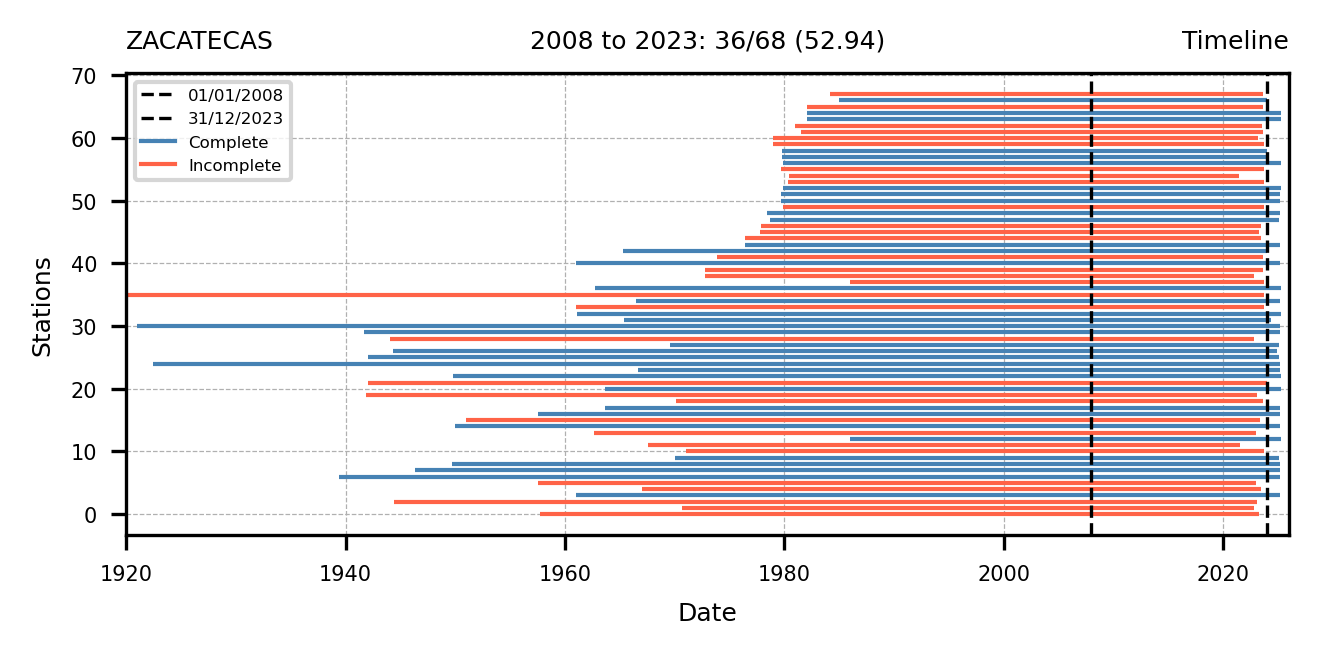 ZACATECAS 2008 to 2023: 36/68 (52.94) Timeline
01/01/2008
31/12/2023
Complete
Incomplete
70
60
50
40
30
20
10
0
Stations
1920 1940 1960 1980 2000 2020
Date